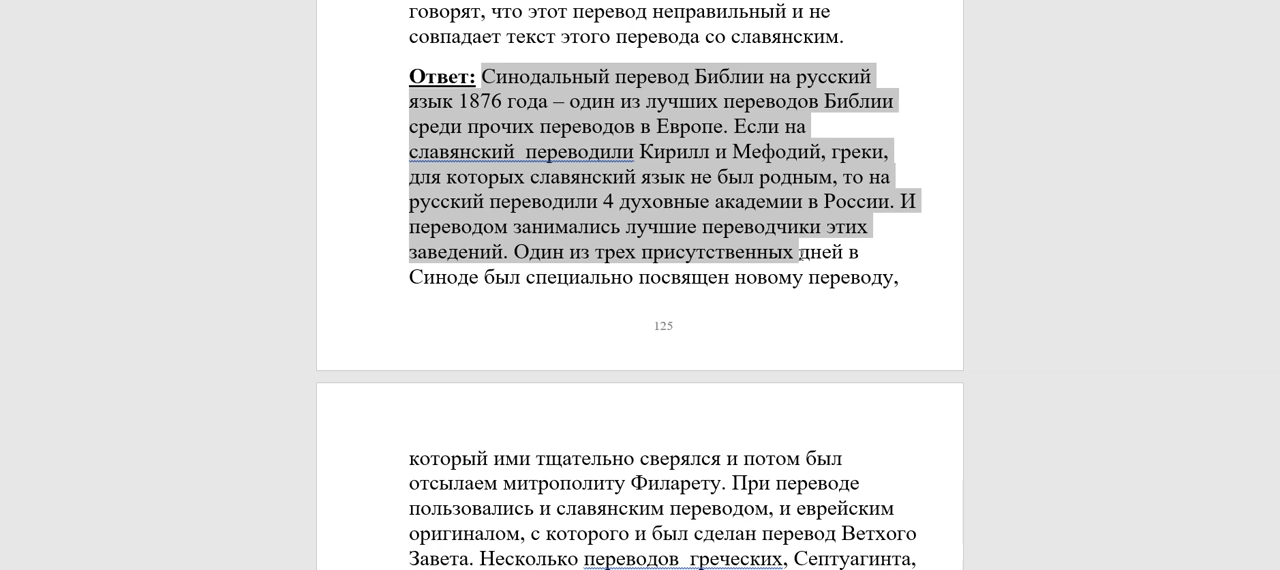 говорят, что этот перевод неправильный и не
совпадает текст этого перевода со славянским.
Ответ: Синодальный перевод Библии на русский
язык 1876 года – один из лучших переводов Библии
среди прочих переводов в Европе. Если на
славянский  переводили Кирилл и Мефодий, греки,
для которых славянский язык не был родным, то на
русский переводили 4 духовные академии в России. И
переводом занимались лучшие переводчики этих
заведений. Один из трех присутственных дней в
Синоде был специально посвящен новому переводу,
125
который ими тщательно сверялся и потом был
отсылаем митрополиту Филарету. При переводе
пользовались и славянским переводом, и еврейским
оригиналом, с которого и был сделан перевод Ветхого
Завета. Несколько переводов  греческих, Септуагинта,